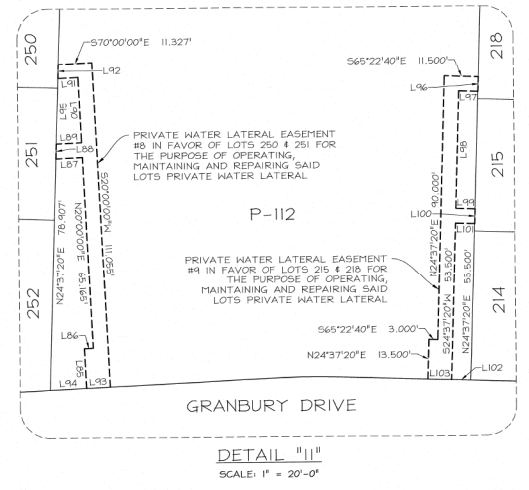 250
218
S70°00'00"E 11.327'
L92
S65°22'40"E 11.500'
L96
L91
L97
L95
L90
L98
L89
PRIVATE WATER LATERAL EASEMENT
#8 IN FAVOR OF LOTS 250 & 251 FOR
THE PURPOSE OF OPERATING,
MAINTAINING AND REPAIRING SAID
LOTS PRIVATE WATER LATERAL
L88
L87
251
215
S20°00'00"W 111.055'
N24°37'20"E 90.000'
L99
L100
L101
P-112
N24°37'20"E 78.907'
N20°00'00"E 65.165'
PRIVATE WATER LATERAL EASEMENT
#9 IN FAVOR OF LOTS 215 & 218 FOR
THE PURPOSE OF OPERATING,
MAINTAINING AND REPAIRING SAID
LOTS PRIVATE WATER LATERAL
S24°37'20"W 53.500'
N24°37'20"E 53.500'
252
214
L86
S65°22'40"E 3.000'
N24°37'20"E 13.500'
L85
L94
L93
L103
L102
GRANBURY DRIVE
DETAIL "11"
SCALE: 1" = 20'-0"